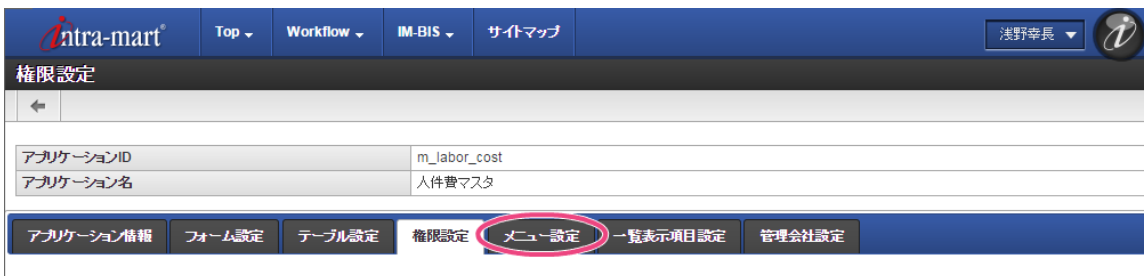 intra-mart® Top Workflow IM-BIS サイトマップ 浅野幸長
権限設定
アプリケーションID m_labor_cost
アプリケーション名 人件費マスタ
アプリケーション情報 フォーム設定 テーブル設定 権限設定 メニュー設定 一覧表示項目設定 管理会社設定